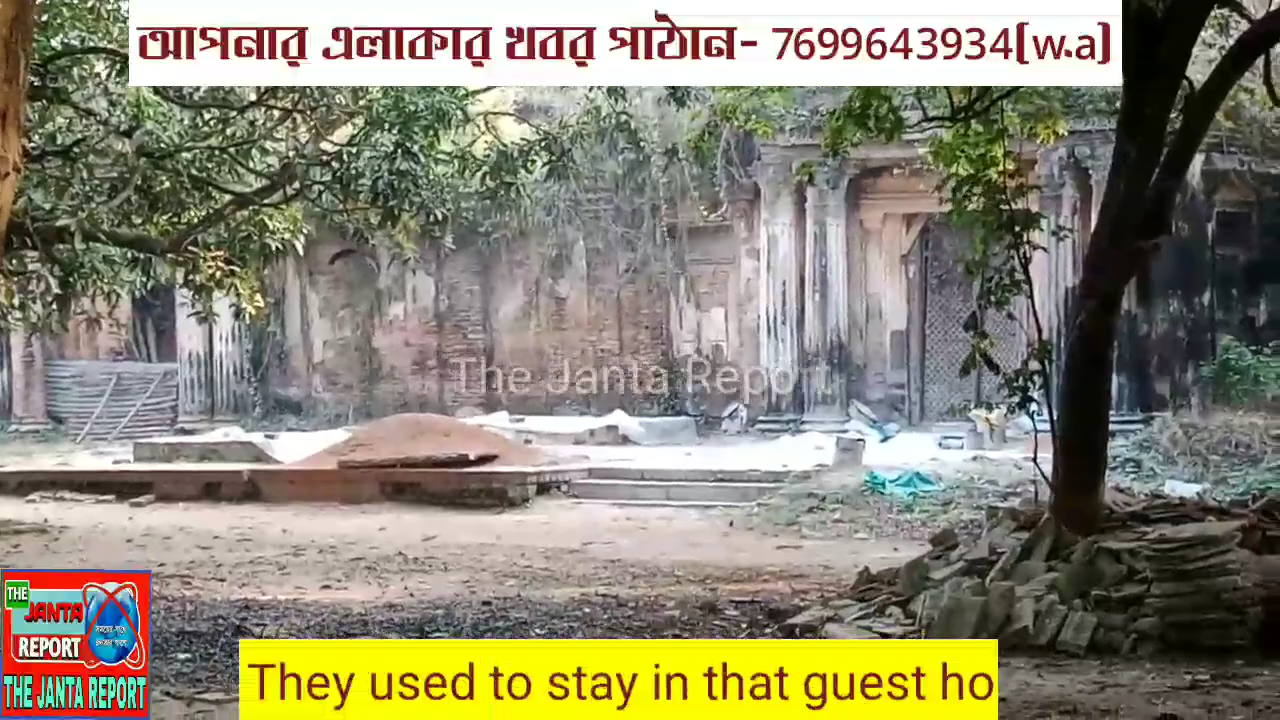 আপনার এলাকার খবর পাঠান- 7699643934(w.a)
The Janta Report
THE
JANTA
REPORT
THE JANTA REPORT
They used to stay in that guest ho